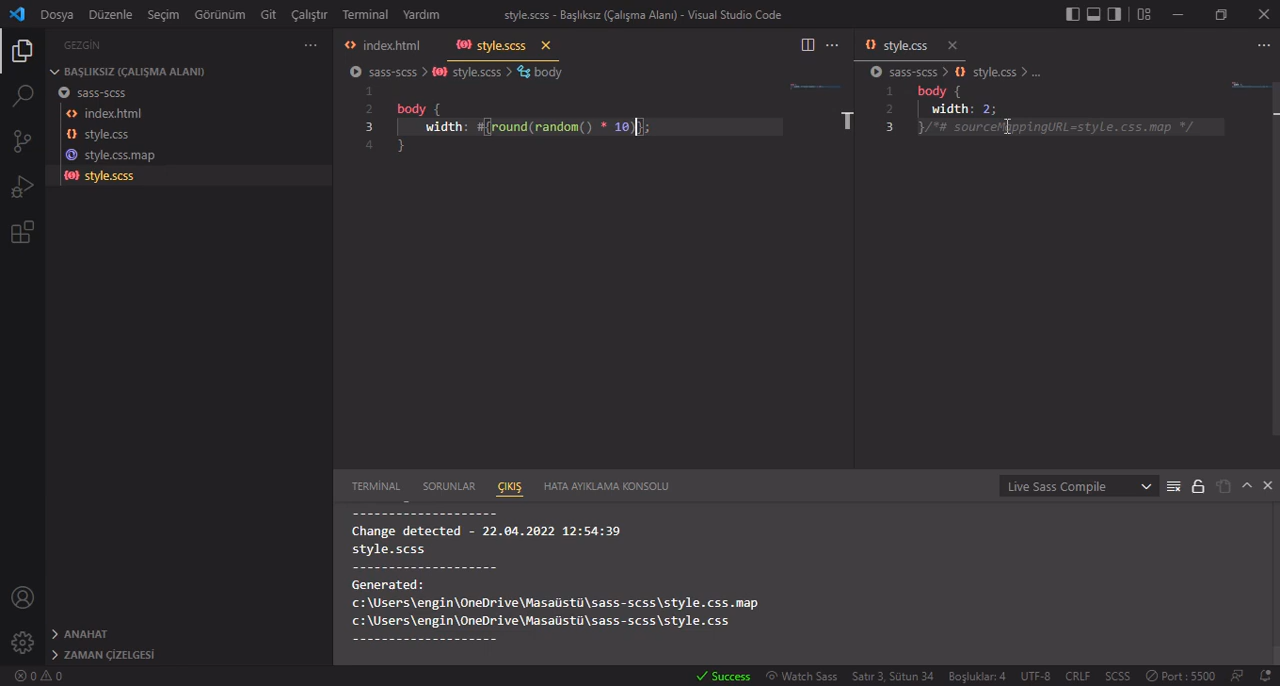 Dosya Düzenle Seçim Görünüm Git Çalıştır Terminal Yardım
style.scss - Başlıksız (Çalışma Alanı) - Visual Studio Code
GEZGİN
BAŞLIKSIZ (ÇALIŞMA ALANI)
sass-scss
index.html
style.css
style.css.map
style.scss
ANAHAT
ZAMAN ÇİZELGESİ
index.html style.scss
sass-scss > style.scss > body
1
2 body {
3 width: #{round(random() * 10)};
4 }
style.css
sass-scss > style.css > ...
1 body {
2 width: 2;
3 }/*# sourceMappingURL=style.css.map */
TERMİNAL SORUNLAR ÇIKIŞ HATA AYIKLAMA KONSOLU
Live Sass Compile
--------------------
Change detected - 22.04.2022 12:54:39
style.scss
--------------------
Generated:
c:\Users\engin\OneDrive\Masaüstü\sass-scss\style.css.map
c:\Users\engin\OneDrive\Masaüstü\sass-scss\style.css
--------------------
0 0 Success Watch Sass Satır 3, Sütun 34 Boşluklar: 4 UTF-8 CRLF SCSS Port : 5500